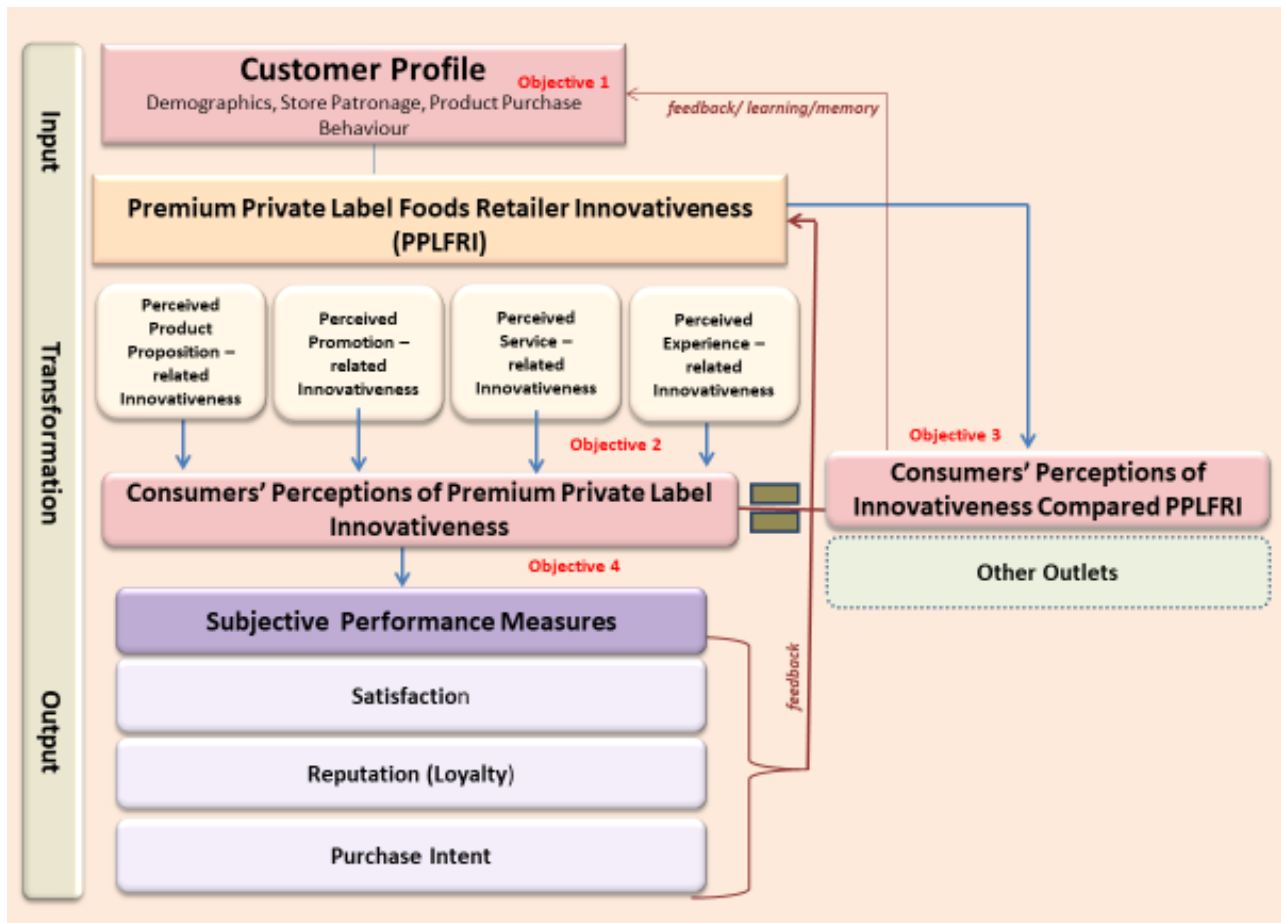 Input
Transformation
Output
Customer Profile
Objective 1
Demographics, Store Patronage, Product Purchase
Behaviour
feedback/ learning/memory
Premium Private Label Foods Retailer Innovativeness
(PPLFRI)
Perceived
Product
Proposition –
related
Innovativeness
Perceived
Promotion –
related
Innovativeness
Perceived
Service –
related
Innovativeness
Perceived
Experience –
related
Innovativeness
Objective 2
Objective 3
Consumers’ Perceptions of Premium Private Label
Innovativeness
Consumers’ Perceptions of
Innovativeness Compared PPLFRI
Other Outlets
Objective 4
Subjective Performance Measures
Satisfaction
Reputation (Loyalty)
Purchase Intent
feedback